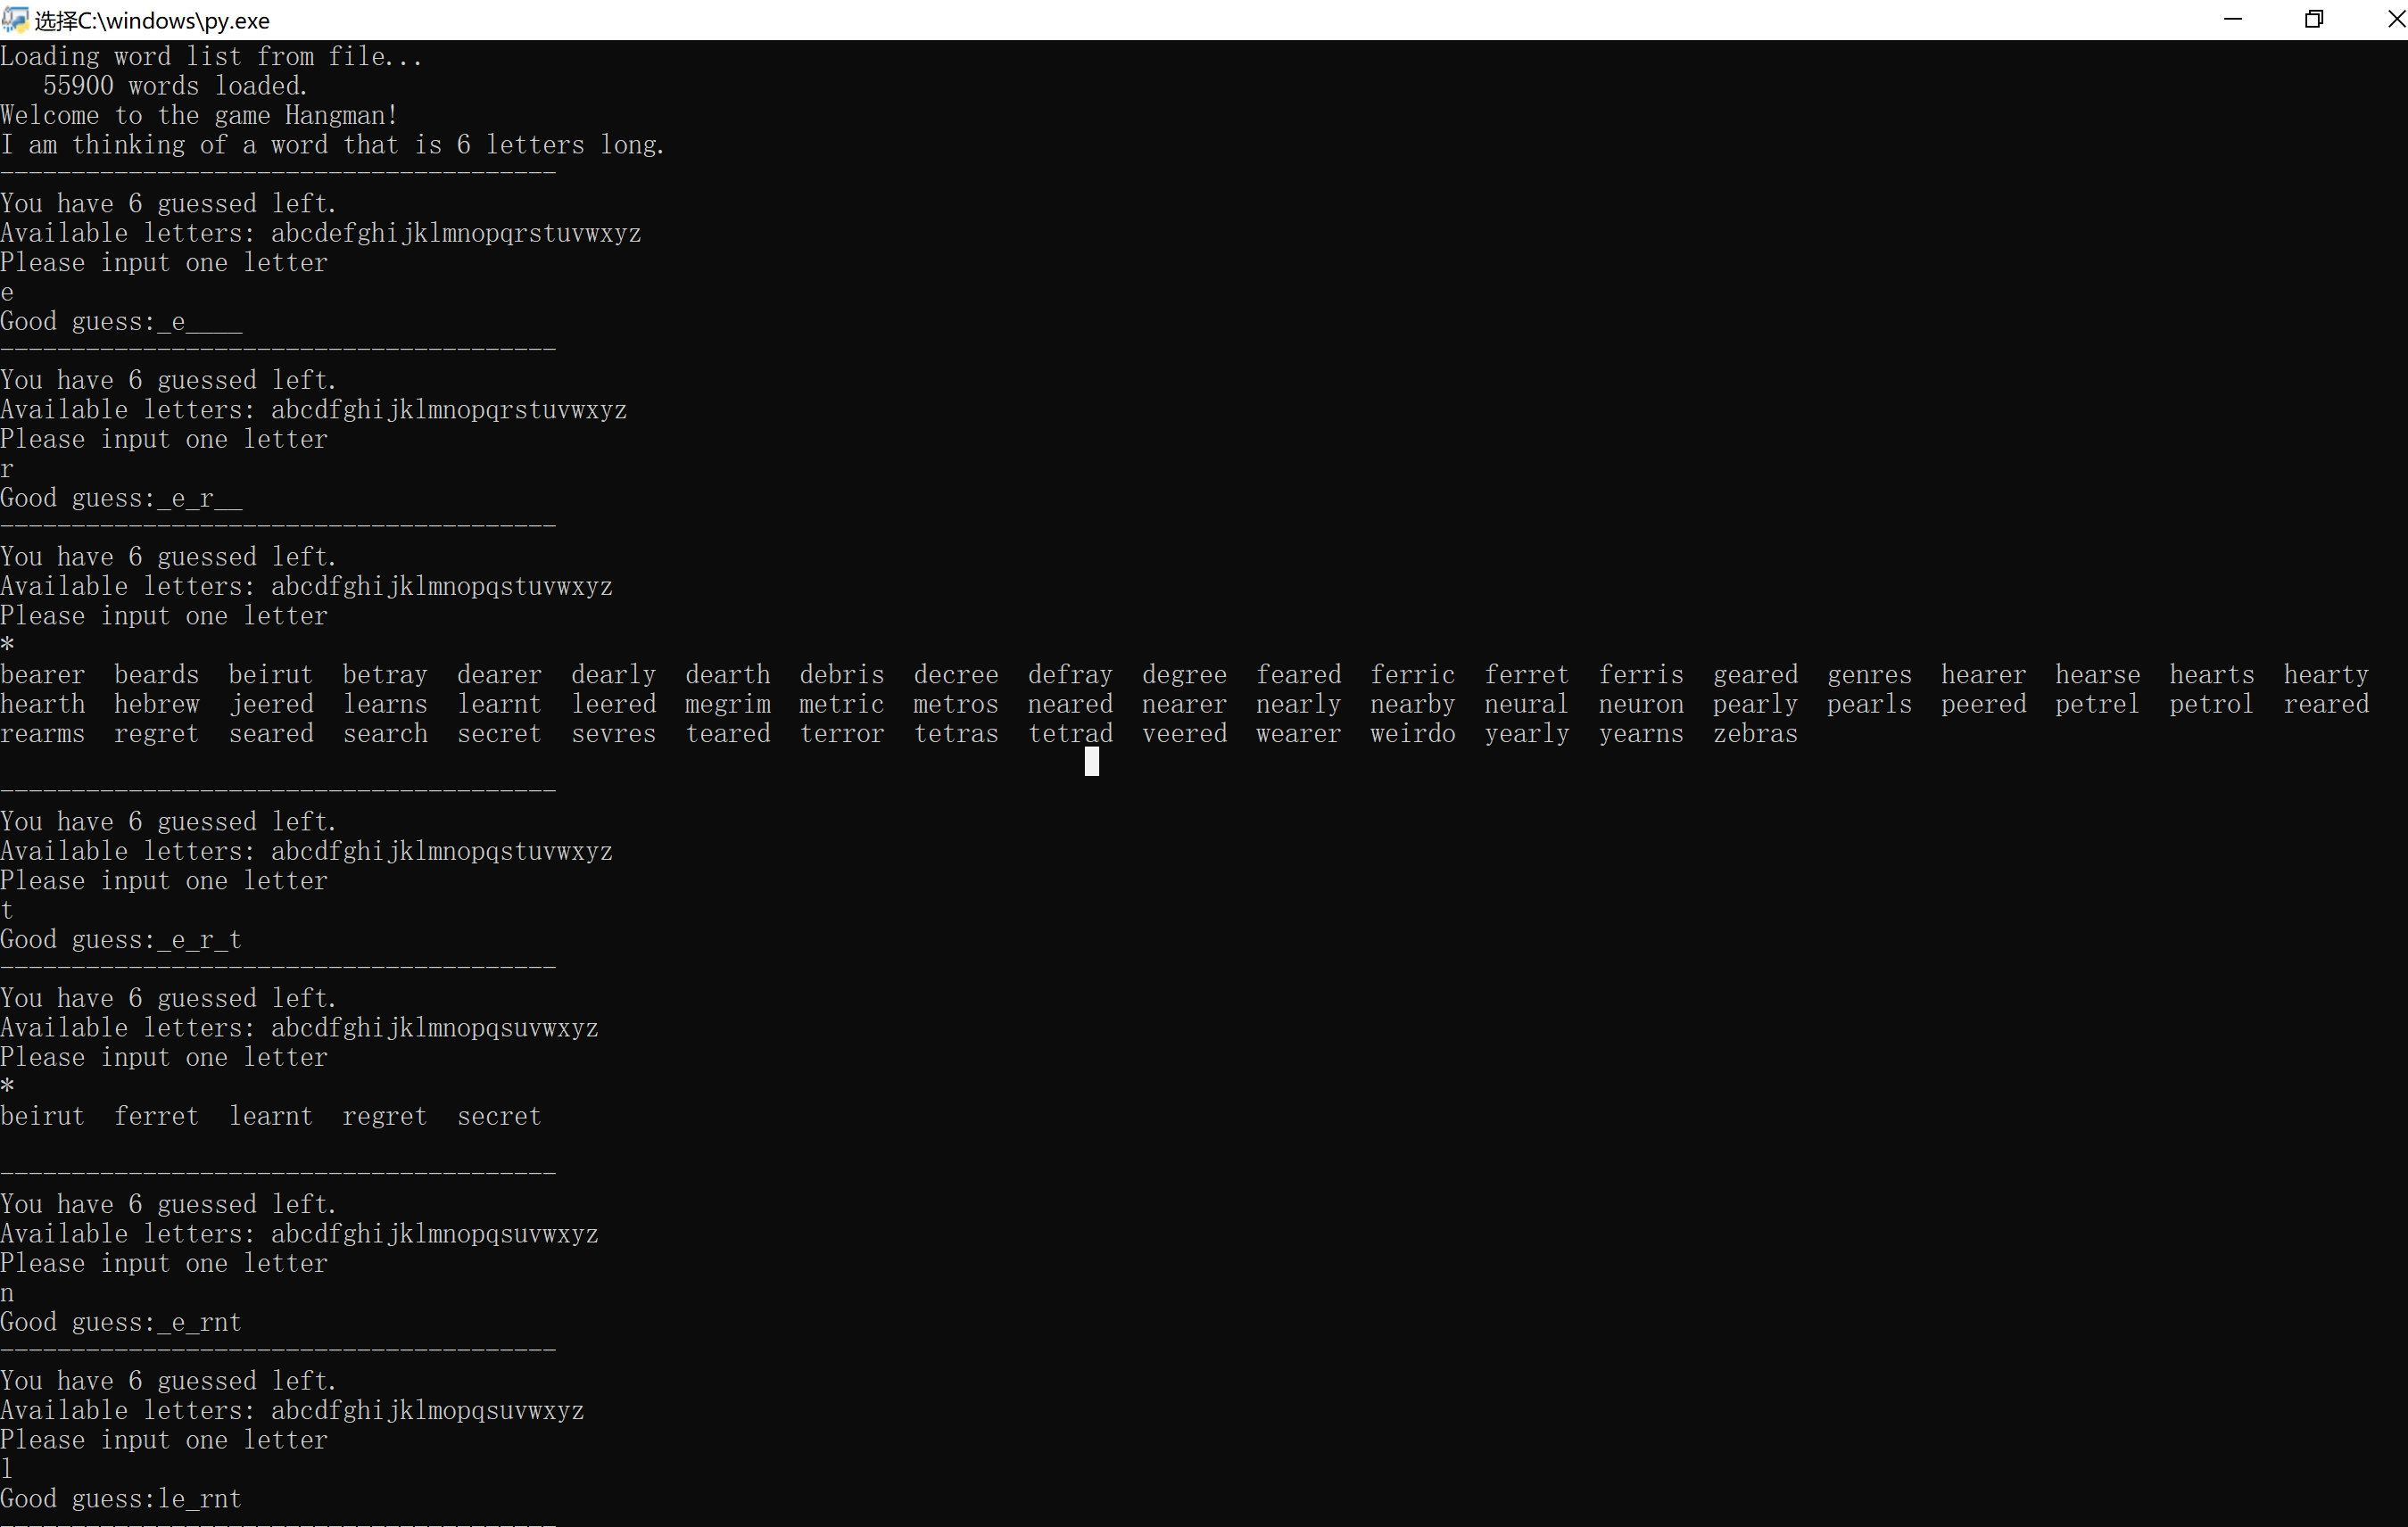 选择C:\windows\py.exe
Loading word list from file...
   55900 words loaded.
Welcome to the game Hangman!
I am thinking of a word that is 6 letters long.
---------------------------------------
You have 6 guessed left.
Available letters: abcdefghijklmnopqrstuvwxyz
Please input one letter
e
Good guess:_e____
---------------------------------------
You have 6 guessed left.
Available letters: abcdfghijklmnopqrstuvwxyz
Please input one letter
r
Good guess:_e_r__
---------------------------------------
You have 6 guessed left.
Available letters: abcdfghijklmnopqstuvwxyz
Please input one letter
*
bearer  beards  beirut  betray  dearer  dearly  dearth  debris  decree  defray  degree  feared  ferric  ferret  ferris  geared  genres  hearer  hearse  hearts  hearty
hearth  hebrew  jeered  learns  learnt  leered  megrim  metric  metros  neared  nearer  nearly  nearby  neural  neuron  pearly  pearls  peered  petrel  petrol  reared
rearms  regret  seared  search  secret  sevres  teared  terror  tetras  tetrad  veered  wearer  weirdo  yearly  yearns  zebras
---------------------------------------
You have 6 guessed left.
Available letters: abcdfghijklmnopqstuvwxyz
Please input one letter
t
Good guess:_e_r_t
---------------------------------------
You have 6 guessed left.
Available letters: abcdfghijklmnopqsuvwxyz
Please input one letter
*
beirut  ferret  learnt  regret  secret
---------------------------------------
You have 6 guessed left.
Available letters: abcdfghijklmnopqsuvwxyz
Please input one letter
n
Good guess:_e_rnt
---------------------------------------
You have 6 guessed left.
Available letters: abcdfghijklmopqsuvwxyz
Please input one letter
l
Good guess:le_rnt
---------------------------------------